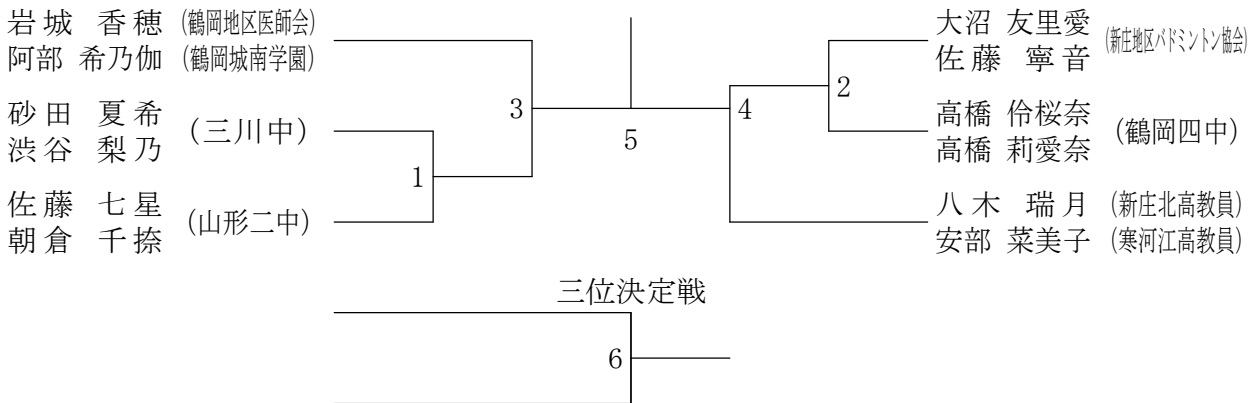 岩城 香穂 (鶴岡地区医師会)
阿部 希乃伽 (鶴岡城南学園)
砂田 夏希
渋谷 梨乃
(三川中)
佐藤 七星
朝倉 千捺
(山形二中)
1
3
5
4
2
大沼 友里愛
佐藤 寧音
(新庄地区バドミントン協会)
高橋 伶桜奈
高橋 莉愛奈
(鶴岡四中)
八木 瑞月 (新庄北高教員)
安部 菜美子 (寒河江高教員)
三位決定戦
6